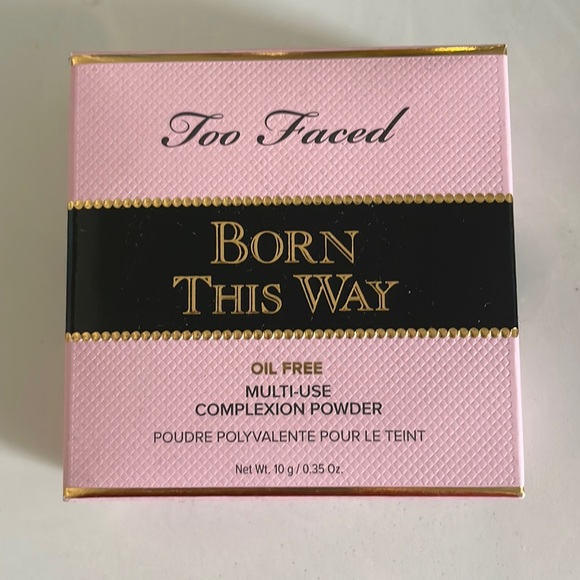 Too Faced
BORN
THIS WAY
OIL FREE
MULTI-USE
COMPLEXION POWDER
POUDRE POLYVALENTE POUR LE TEINT
Net Wt. 10 g / 0.35 Oz.